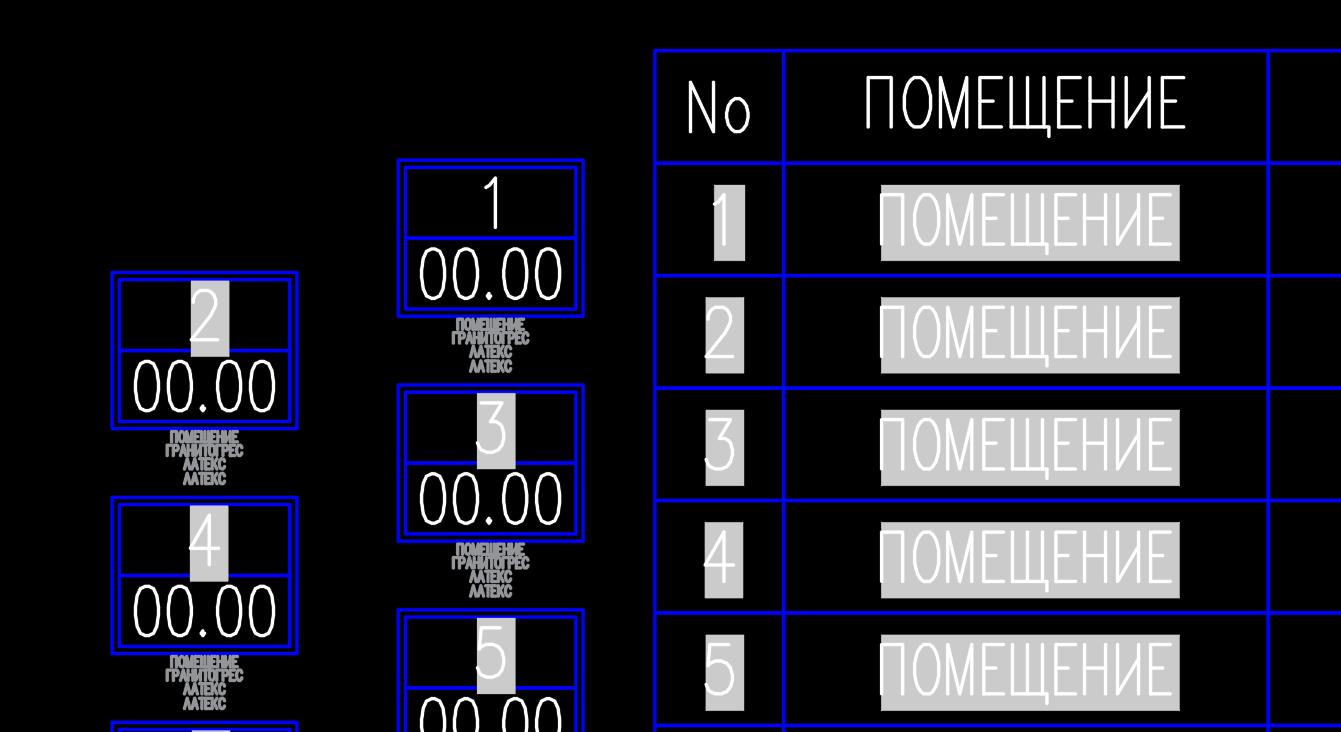 No ПОМЕЩЕНИЕ
1 ПОМЕЩЕНИЕ
2 ПОМЕЩЕНИЕ
3 ПОМЕЩЕНИЕ
4 ПОМЕЩЕНИЕ
5 ПОМЕЩЕНИЕ
1
00.00
ПОМЕЩЕНИЕ
ГРАНИТОГРЕС
ЛАТЕКС
ЛАТЕКС
2
00.00
ПОМЕЩЕНИЕ
ГРАНИТОГРЕС
ЛАТЕКС
ЛАТЕКС
3
00.00
ПОМЕЩЕНИЕ
ГРАНИТОГРЕС
ЛАТЕКС
ЛАТЕКС
4
00.00
ПОМЕЩЕНИЕ
ГРАНИТОГРЕС
ЛАТЕКС
ЛАТЕКС
5
00.00